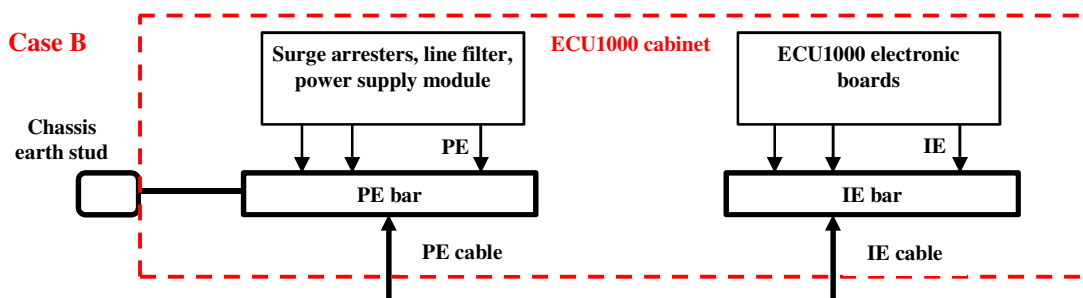 Case B
Surge arresters, line filter,
power supply module
ECU1000 cabinet
ECU1000 electronic
boards
Chassis
earth stud
PE
IE
PE bar
IE bar
PE cable
IE cable